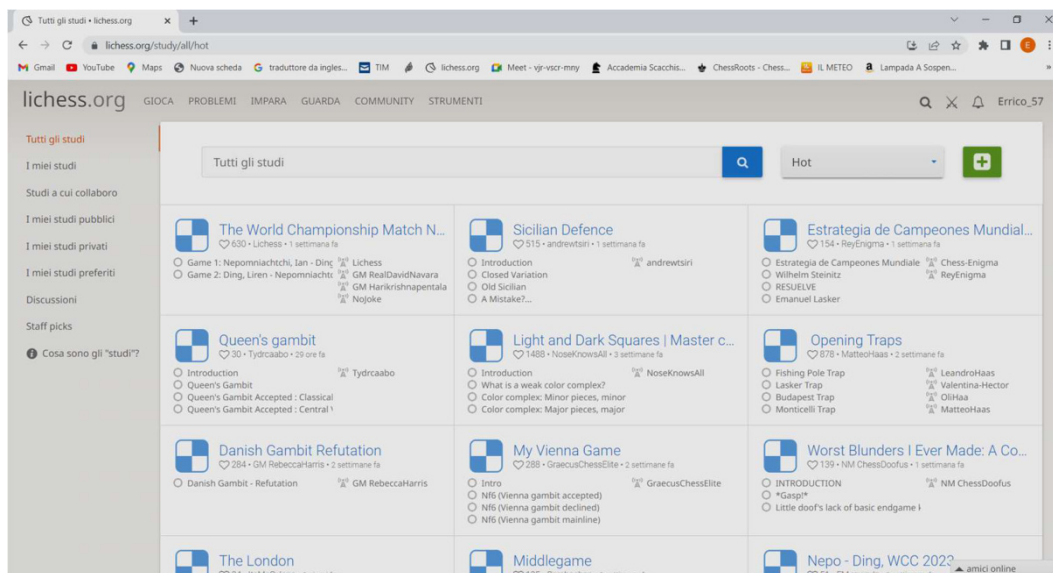 Tutti gli studi • lichess.org
lichess.org/study/all/hot
E
Gmail YouTube Maps Nuova scheda traduttore da ingles... TIM lichess.org Meet - vjr-vscr-mny Accademia Scacchis... ChessRoots - Chess... IL METEO Lampada A Sospen... »
lichess.org GIOCA PROBLEMI IMPARA GUARDA COMMUNITY STRUMENTI Errico_57
Tutti gli studi
I miei studi
Studi a cui collaboro
I miei studi pubblici
I miei studi privati
I miei studi preferiti
Discussioni
Staff picks
Cosa sono gli "studi"?
Tutti gli studi
Hot
The World Championship Match N...
630 • Lichess • 1 settimana fa
Game 1: Nepomniachtchi, Ian - Ding
Game 2: Ding, Liren - Nepomniachtc
Lichess
GM RealDavidNavara
GM Harikrishnapentala
NoJoke
Sicilian Defence
515 • andrewtsiri • 1 settimana fa
Introduction
Closed Variation
Old Sicilian
A Mistake?...
andrewtsiri
Estrategia de Campeones Mundial...
154 • ReyEnigma • 1 settimana fa
Estrategia de Campeones Mundiale
Wilhelm Steinitz
RESUELVE
Emanuel Lasker
Chess-Enigma
ReyEnigma
Queen's gambit
30 • Tydrcaabo • 29 ore fa
Introduction
Queen's Gambit
Queen's Gambit Accepted : Classical
Queen's Gambit Accepted : Central
Tydrcaabo
Light and Dark Squares | Master c...
1488 • NoseKnowsAll • 3 settimane fa
Introduction
What is a weak color complex?
Color complex: Minor pieces, minor
Color complex: Major pieces, major
NoseKnowsAll
Opening Traps
878 • MatteoHaas • 2 settimane fa
Fishing Pole Trap
Lasker Trap
Budapest Trap
Monticelli Trap
LeandroHaas
Valentina-Hector
OliHaa
MatteoHaas
Danish Gambit Refutation
284 • GM RebeccaHarris • 2 settimane fa
Danish Gambit - Refutation
GM RebeccaHarris
My Vienna Game
288 • GraecusChessElite • 2 settimane fa
Intro
Nf6 (Vienna gambit accepted)
Nf6 (Vienna gambit declined)
Nf6 (Vienna gambit mainline)
GraecusChessElite
Worst Blunders I Ever Made: A Co...
139 • NM ChessDoofus • 1 settimana fa
INTRODUCTION
*Gasp!*
Little doof's lack of basic endgame
NM ChessDoofus
The London
Middlegame
Nepo - Ding, WCC 2023
amici online